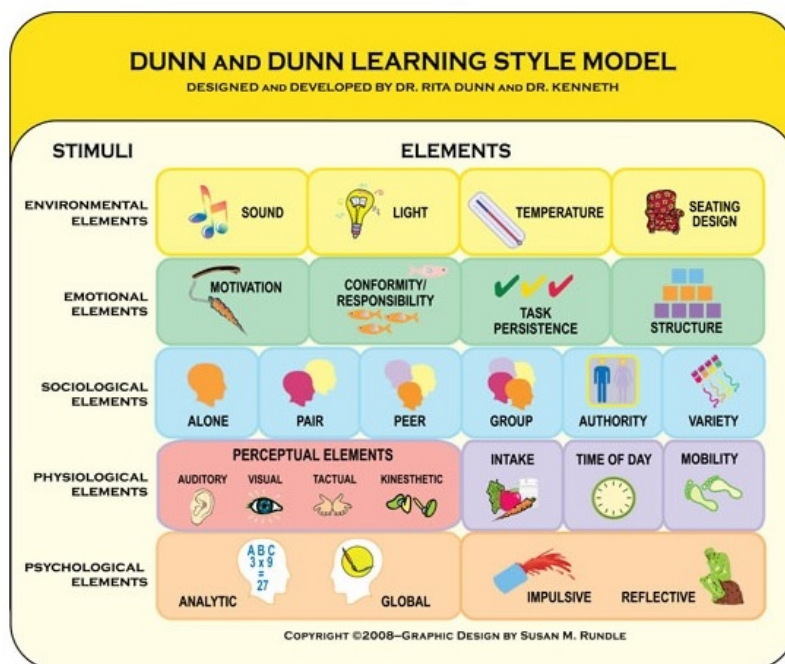 DUNN AND DUNN LEARNING STYLE MODEL
DESIGNED AND DEVELOPED BY DR. RITA DUNN AND DR. KENNETH
STIMULI ELEMENTS
ENVIRONMENTAL
ELEMENTS
SOUND
LIGHT
TEMPERATURE
SEATING
DESIGN
EMOTIONAL
ELEMENTS
MOTIVATION
CONFORMITY/
RESPONSIBILITY
TASK
PERSISTENCE
STRUCTURE
SOCIOLOGICAL
ELEMENTS
ALONE
PAIR
PEER
GROUP
AUTHORITY
VARIETY
PHYSIOLOGICAL
ELEMENTS
PERCEPTUAL ELEMENTS
AUDITORY
VISUAL
TACTUAL
KINESTHETIC
INTAKE
TIME OF DAY
MOBILITY
PSYCHOLOGICAL
ELEMENTS
A B C
3 x 9
=
27
ANALYTIC
GLOBAL
IMPULSIVE
REFLECTIVE
COPYRIGHT ©2008–GRAPHIC DESIGN BY SUSAN M. RUNDLE